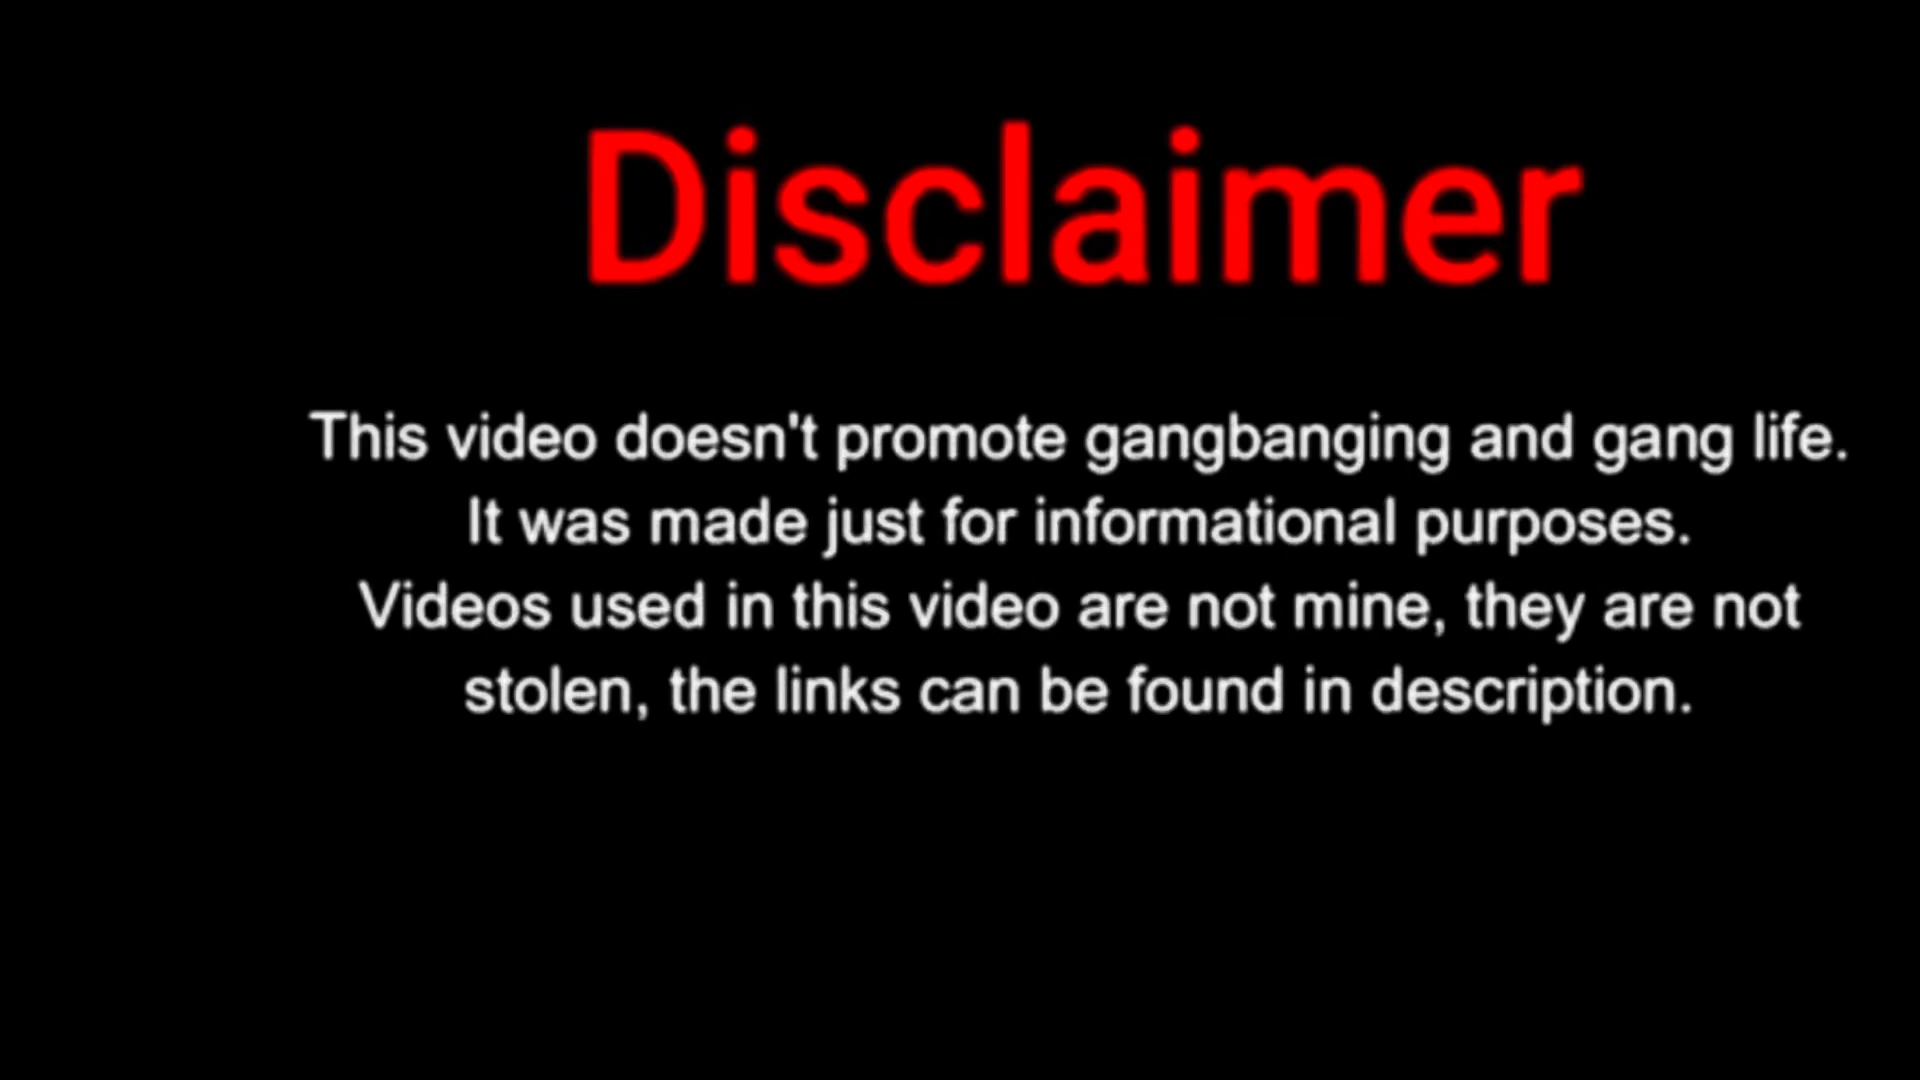 Disclaimer
This video doesn't promote gangbanging and gang life.
It was made just for informational purposes.
Videos used in this video are not mine, they are not
stolen, the links can be found in description.